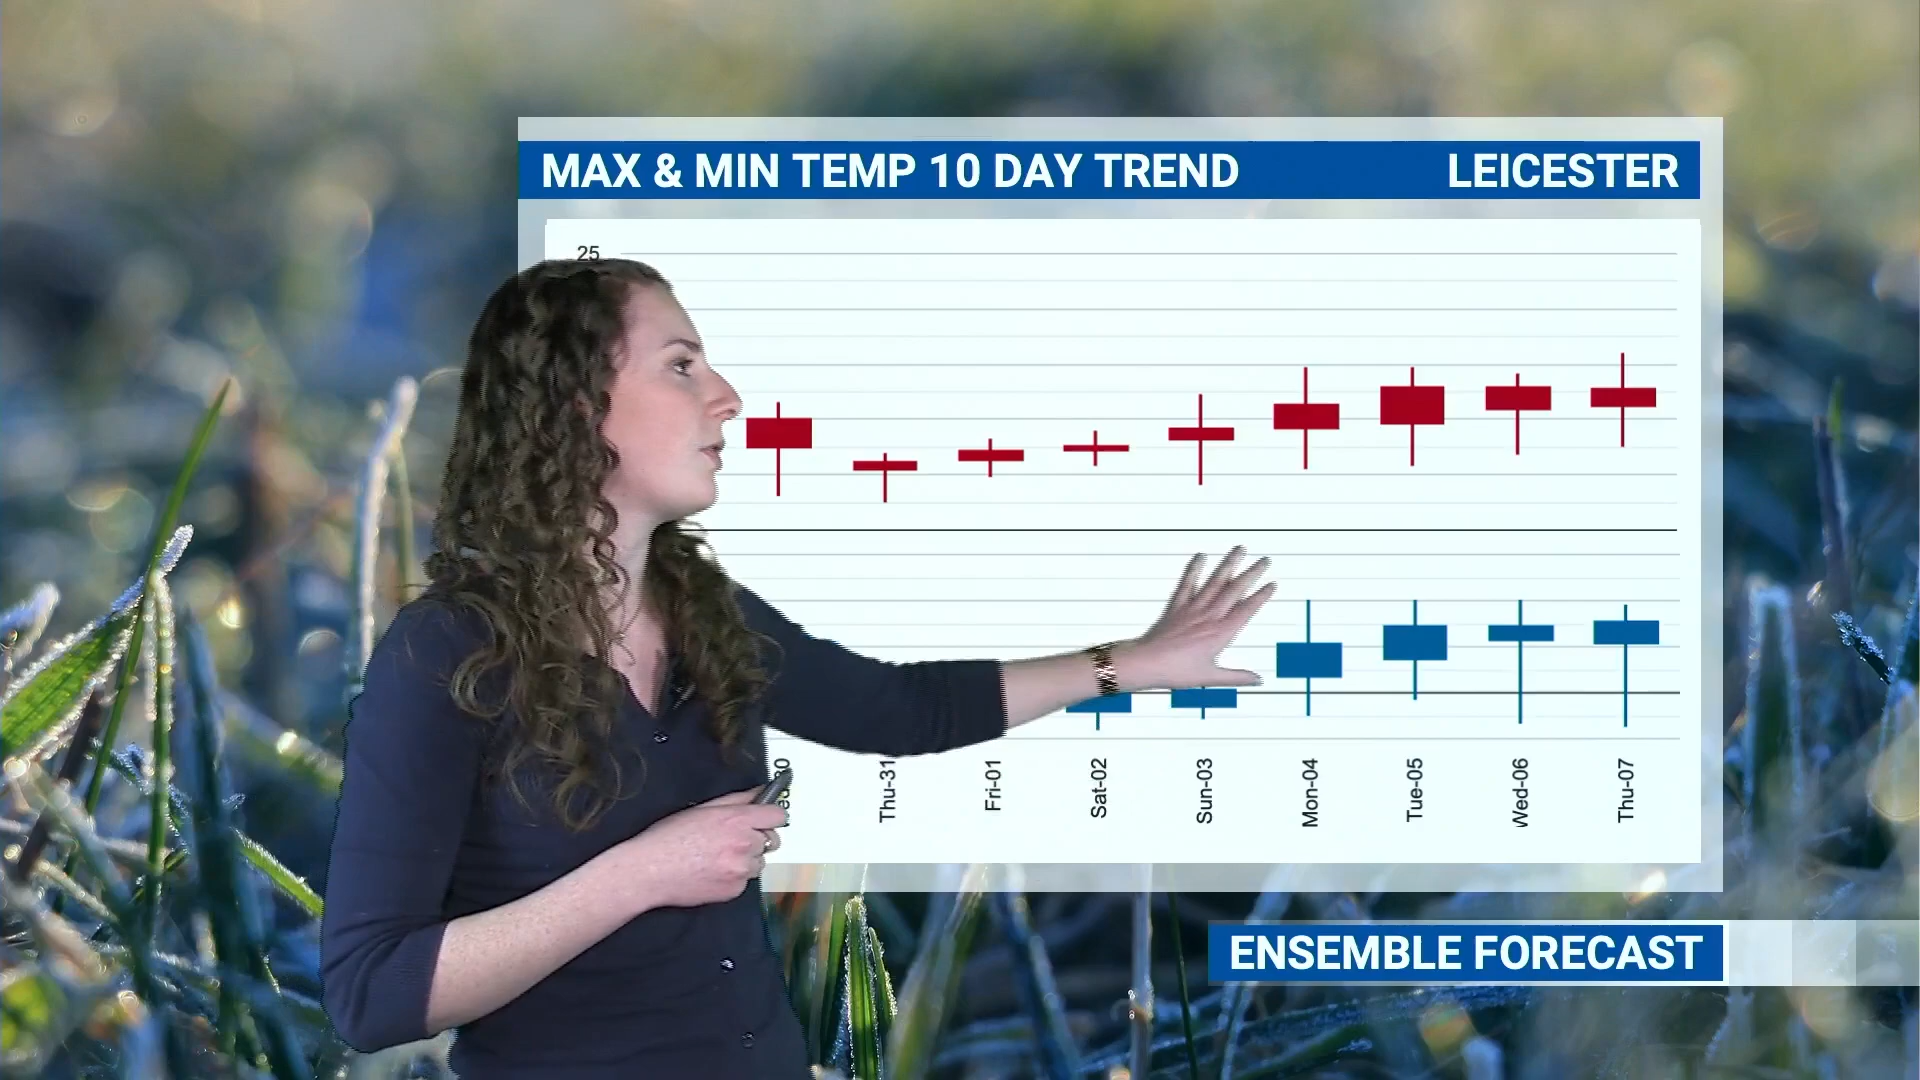 MAX & MIN TEMP 10 DAY TREND LEICESTER
25
Thu-31
Fri-01
Sat-02
Sun-03
Mon-04
Tue-05
Wed-06
Thu-07
ENSEMBLE FORECAST